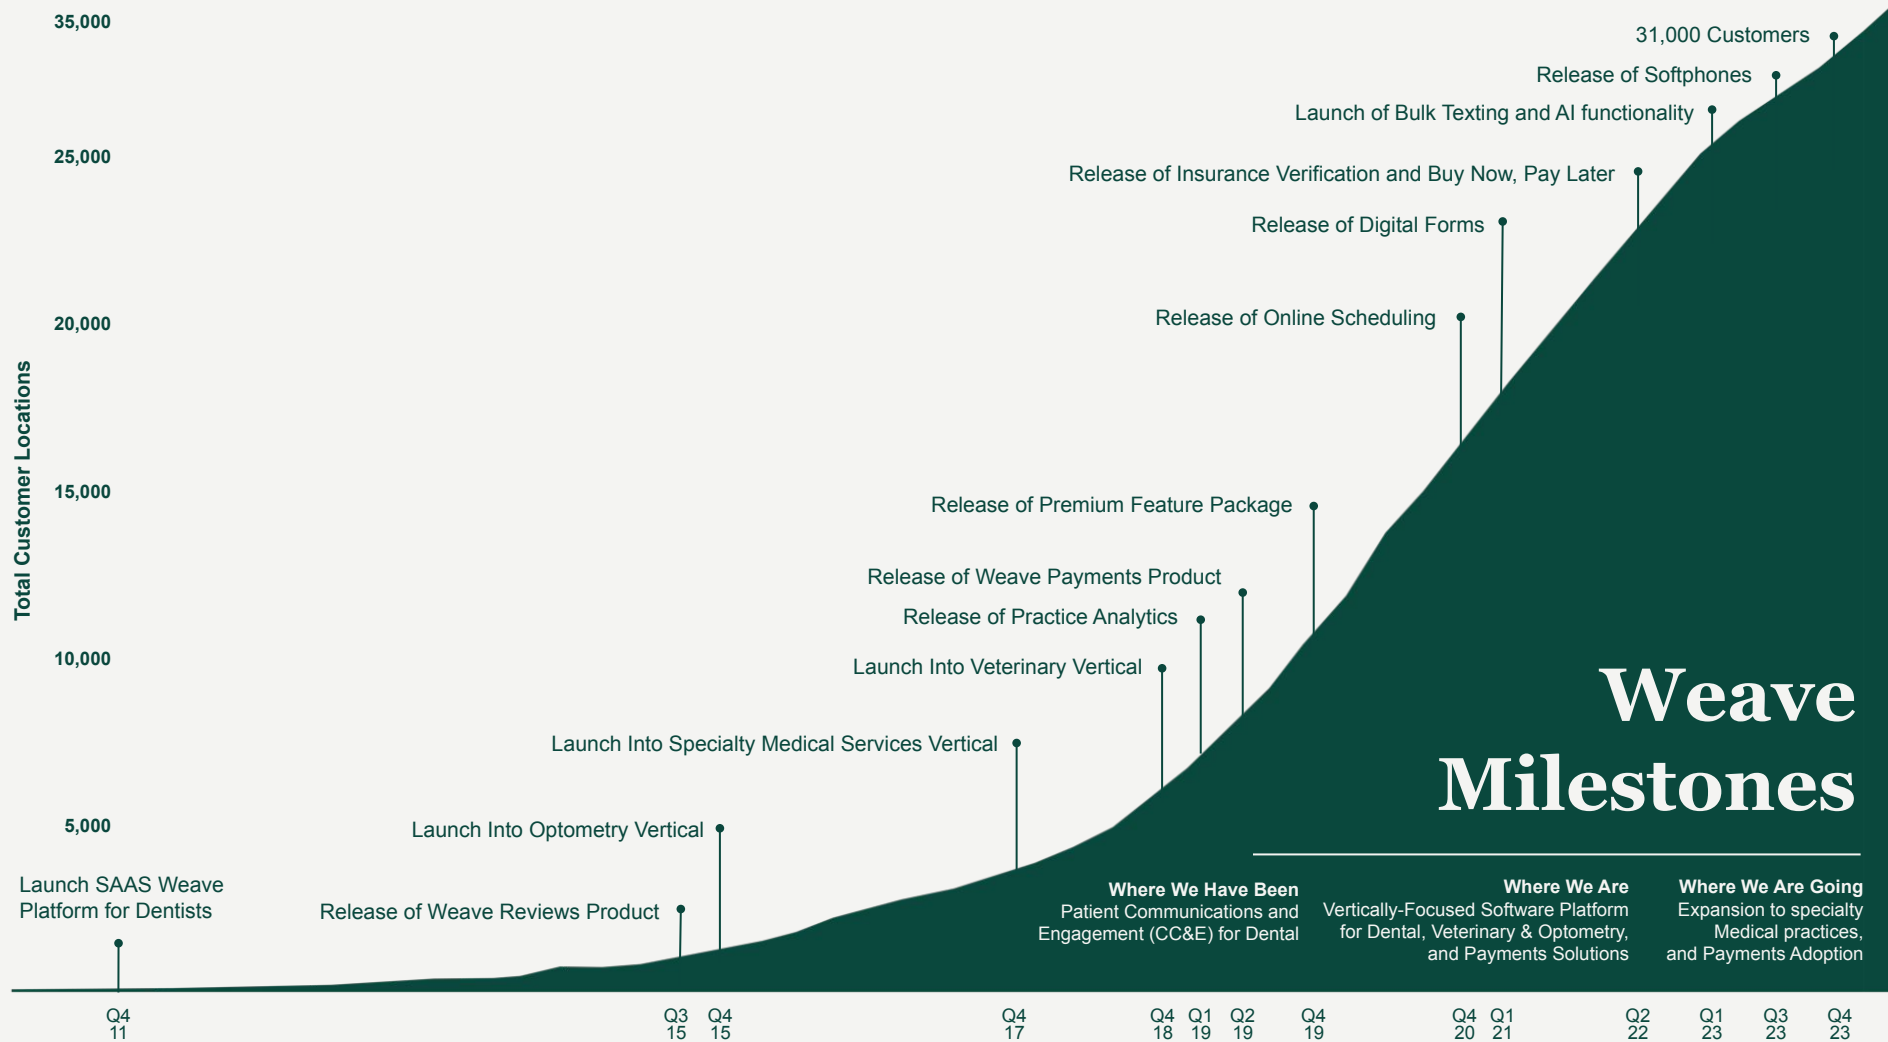 35,000
25,000
20,000
15,000
10,000
5,000
Total Customer Locations
31,000 Customers
Release of Softphones
Launch of Bulk Texting and AI functionality
Release of Insurance Verification and Buy Now, Pay Later
Release of Digital Forms
Release of Online Scheduling
Release of Premium Feature Package
Release of Weave Payments Product
Release of Practice Analytics
Launch Into Veterinary Vertical
Launch Into Specialty Medical Services Vertical
Launch Into Optometry Vertical
Release of Weave Reviews Product
Launch SAAS Weave
Platform for Dentists
Weave
Milestones
Where We Have Been
Patient Communications and
Engagement (CC&E) for Dental
Where We Are
Vertically-Focused Software Platform
for Dental, Veterinary & Optometry,
and Payments Solutions
Where We Are Going
Expansion to specialty
Medical practices,
and Payments Adoption
Q4
11
Q3
15
Q4
15
Q4
17
Q4
18
Q1
19
Q2
19
Q4
19
Q4
20
Q1
21
Q2
22
Q1
23
Q3
23
Q4
23